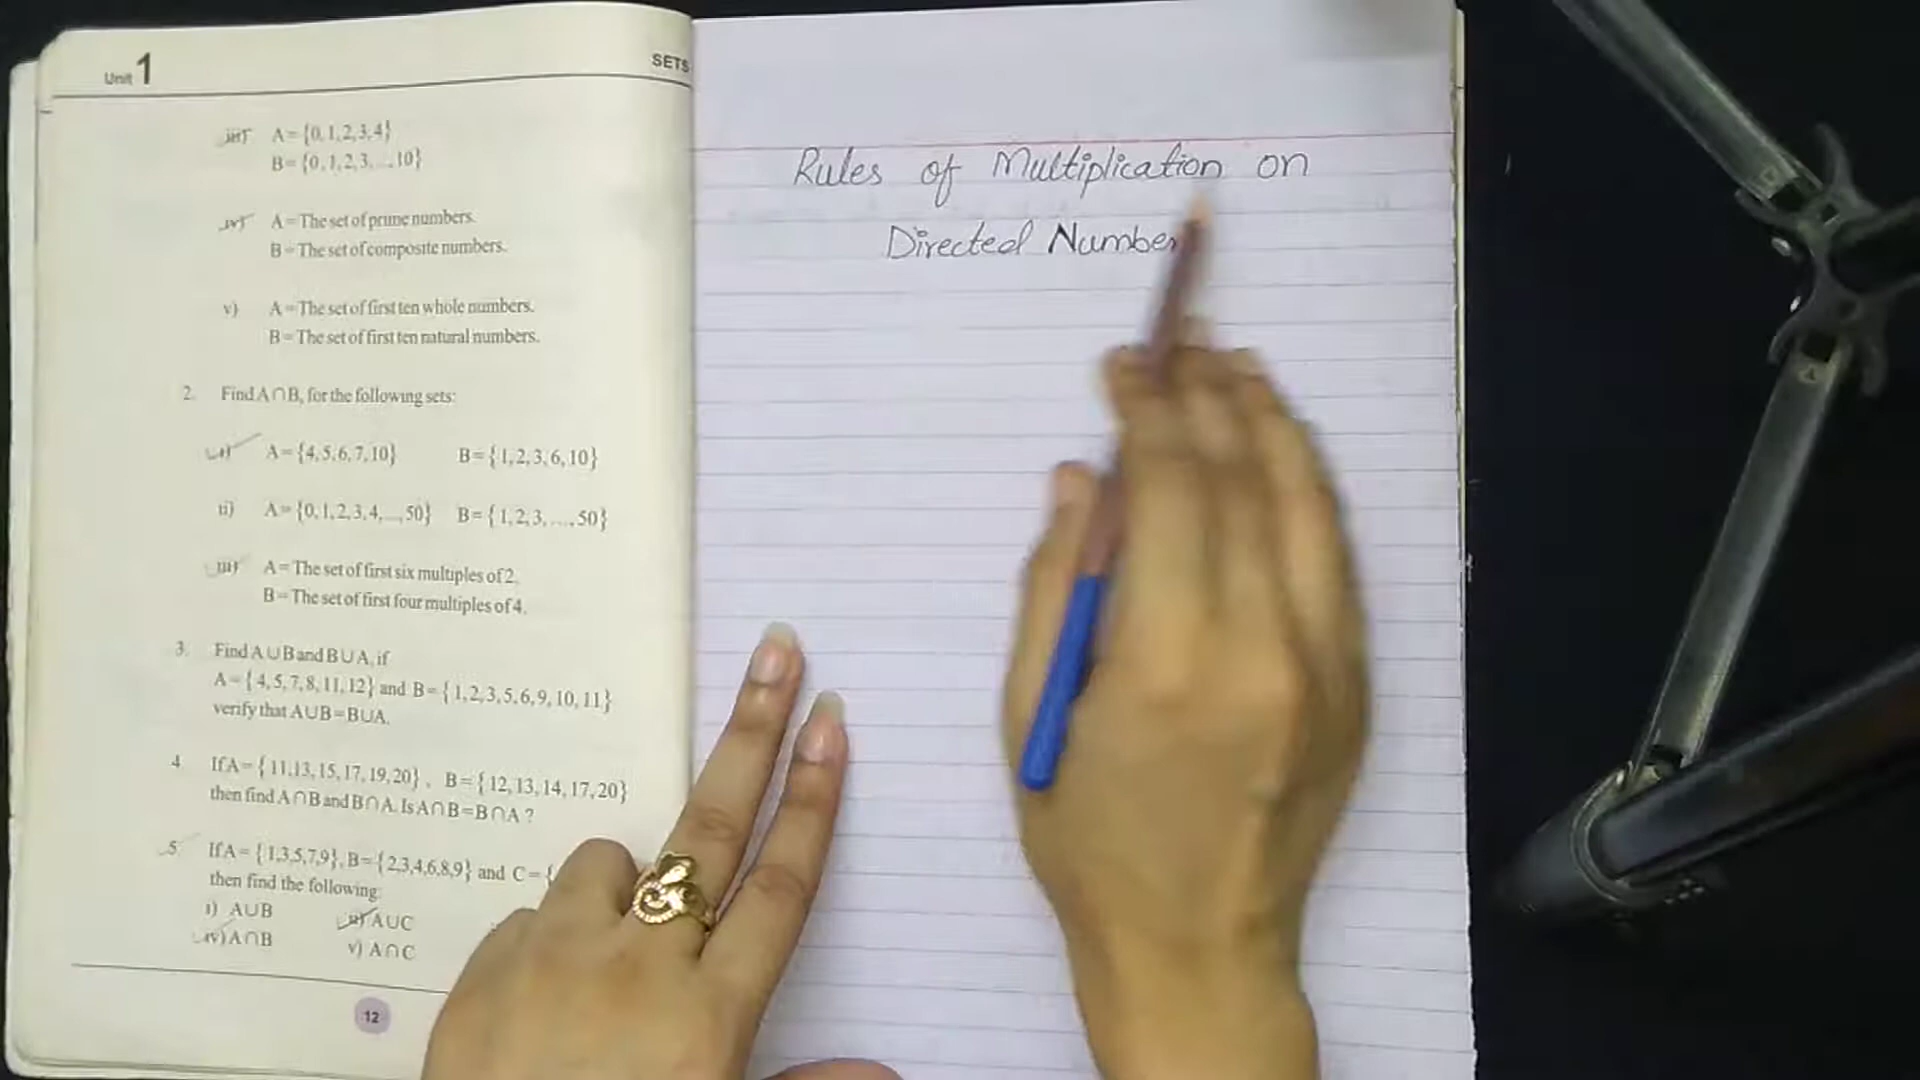 Unit 1
SETS
iii) A={0,1,2,3,4}
B={0,1,2,3,...,10}
iv) A=The set of prime numbers.
B=The set of composite numbers.
v) A=The set of first ten whole numbers.
B=The set of first ten natural numbers.
2. Find A∩B, for the following sets:
i) A={4,5,6,7,10} B={1,2,3,6,10}
ii) A={0,1,2,3,4,...,50} B={1,2,3,...,50}
iii) A=The set of first six multiples of 2.
B=The set of first four multiples of 4.
3. Find A∪B and B∪A, if
A={4,5,7,8,11,12} and B={1,2,3,5,6,9,10,11}
verify that A∪B=B∪A.
4. If A={11,13,15,17,19,20}, B={12,13,14,17,20}
then find A∩B and B∩A. Is A∩B=B∩A?
5. If A={1,3,5,7,9}, B={2,3,4,6,8,9} and C={
then find the following:
i) A∪B ii) A∪C
iv) A∩B v) A∩C
12
Rules of Multiplication on
Directed Number